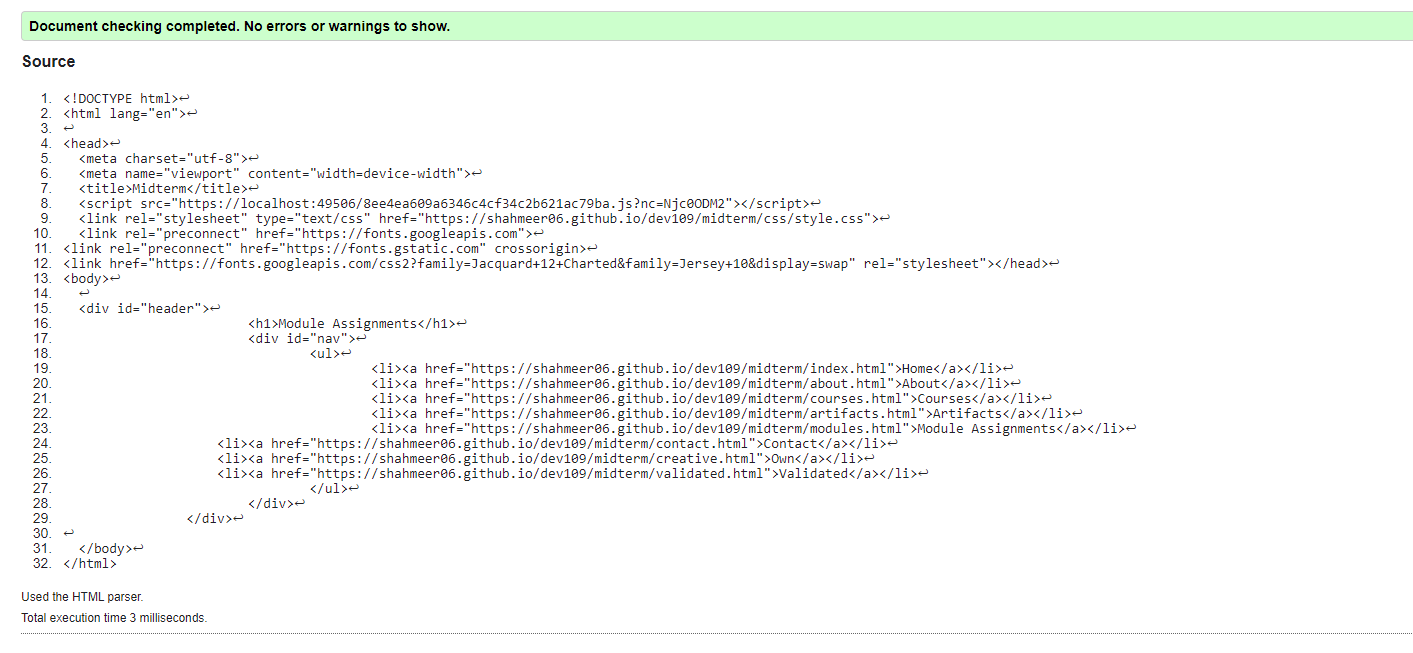 Document checking completed. No errors or warnings to show.
Source
1. <!DOCTYPE html>↩
2. <html lang="en">↩
3. ↩
4. <head>↩
5.   <meta charset="utf-8">↩
6.   <meta name="viewport" content="width=device-width">↩
7.   <title>Midterm</title>↩
8.   <script src="https://localhost:49506/8ee4ea609a6346c4cf34c2b621ac79ba.js?nc=Njc0ODM2"></script>↩
9.   <link rel="stylesheet" type="text/css" href="https://shahmeer06.github.io/dev109/midterm/css/style.css">↩
10.   <link rel="preconnect" href="https://fonts.googleapis.com">↩
11. <link rel="preconnect" href="https://fonts.gstatic.com" crossorigin>↩
12. <link href="https://fonts.googleapis.com/css2?family=Jacquard+12+Charted&family=Jersey+10&display=swap" rel="stylesheet"></head>↩
13. <body>↩
14.   ↩
15.   <div id="header">↩
16.                         <h1>Module Assignments</h1>↩
17.                         <div id="nav">↩
18.                                 <ul>↩
19.                                         <li><a href="https://shahmeer06.github.io/dev109/midterm/index.html">Home</a></li>↩
20.                                         <li><a href="https://shahmeer06.github.io/dev109/midterm/about.html">About</a></li>↩
21.                                         <li><a href="https://shahmeer06.github.io/dev109/midterm/courses.html">Courses</a></li>↩
22.                                         <li><a href="https://shahmeer06.github.io/dev109/midterm/artifacts.html">Artifacts</a></li>↩
23.                                         <li><a href="https://shahmeer06.github.io/dev109/midterm/modules.html">Module Assignments</a></li>↩
24.                     <li><a href="https://shahmeer06.github.io/dev109/midterm/contact.html">Contact</a></li>↩
25.                     <li><a href="https://shahmeer06.github.io/dev109/midterm/creative.html">Own</a></li>↩
26.                     <li><a href="https://shahmeer06.github.io/dev109/midterm/validated.html">Validated</a></li>↩
27.                                 </ul>↩
28.                         </div>↩
29.                 </div>↩
30. ↩
31.   </body>↩
32. </html>
Used the HTML parser.
Total execution time 3 milliseconds.